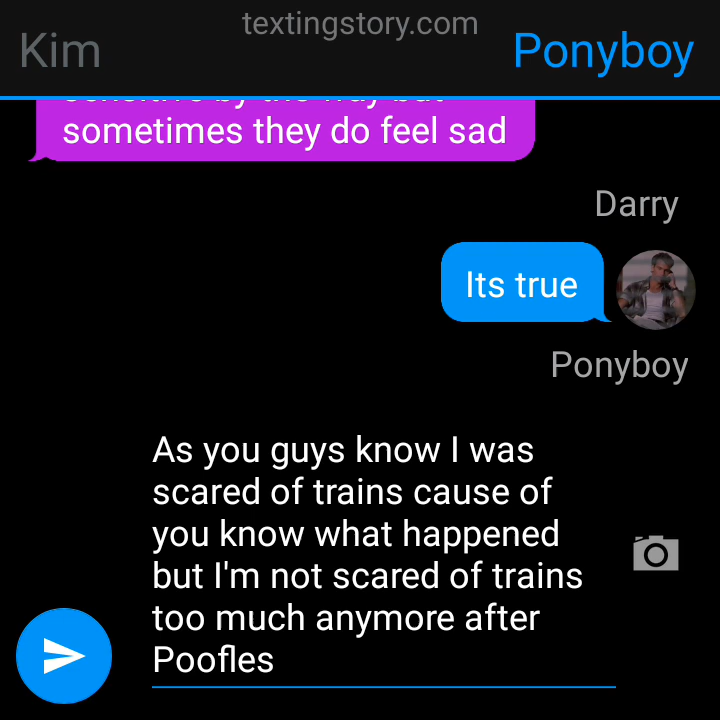 textingstory.com
Kim
Ponyboy
sometimes they do feel sad
Darry
Its true
Ponyboy
As you guys know I was
scared of trains cause of
you know what happened
but I'm not scared of trains
too much anymore after
Poofles